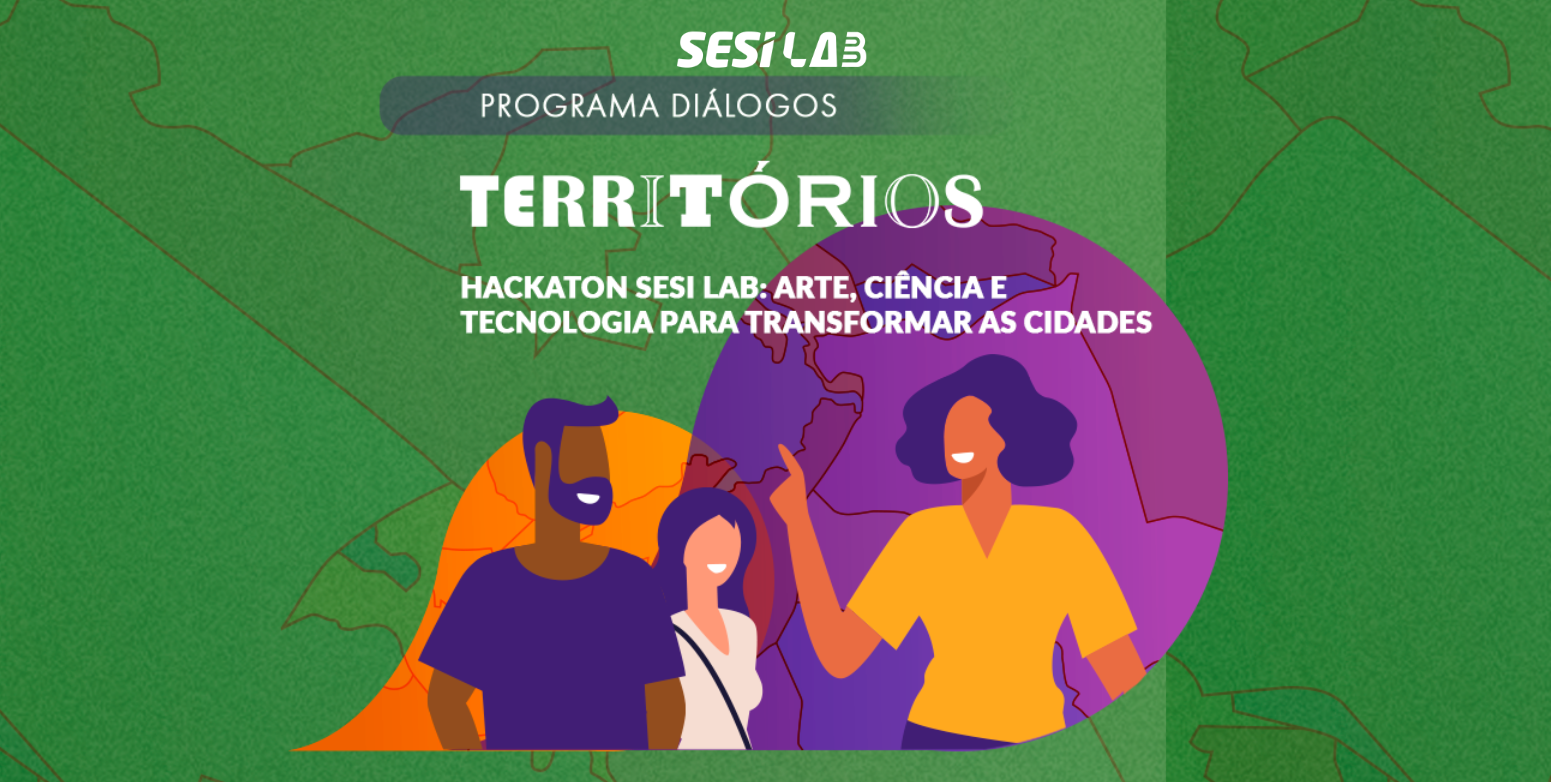 SESI LAB
PROGRAMA DIÁLOGOS
TERRITÓRIOS
HACKATON SESI LAB: ARTE, CIÊNCIA E
TECNOLOGIA PARA TRANSFORMAR AS CIDADES